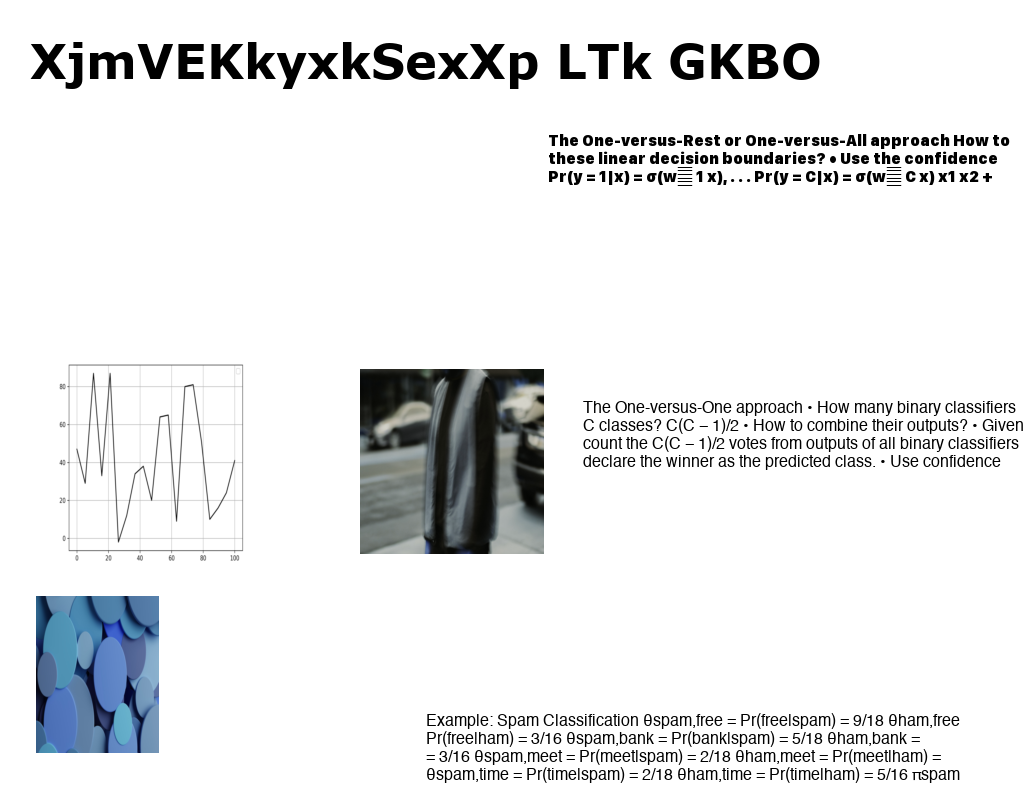 XjmVEKkyxkSexXp LTk GKBO
The One-versus-Rest or One-versus-All approach How to
these linear decision boundaries? • Use the confidence
Pr(y = 1|x) = σ(w 1 x), . . . Pr(y = C|x) = σ(w C x) x1 x2 +
80
60
40
20
0
0 20 40 60 80 100
The One-versus-One approach • How many binary classifiers
C classes? C(C − 1)/2 • How to combine their outputs? • Given
count the C(C − 1)/2 votes from outputs of all binary classifiers
declare the winner as the predicted class. • Use confidence
Example: Spam Classification θspam,free = Pr(free|spam) = 9/18 θham,free
Pr(free|ham) = 3/16 θspam,bank = Pr(bank|spam) = 5/18 θham,bank =
= 3/16 θspam,meet = Pr(meet|spam) = 2/18 θham,meet = Pr(meet|ham) =
θspam,time = Pr(time|spam) = 2/18 θham,time = Pr(time|ham) = 5/16 πspam